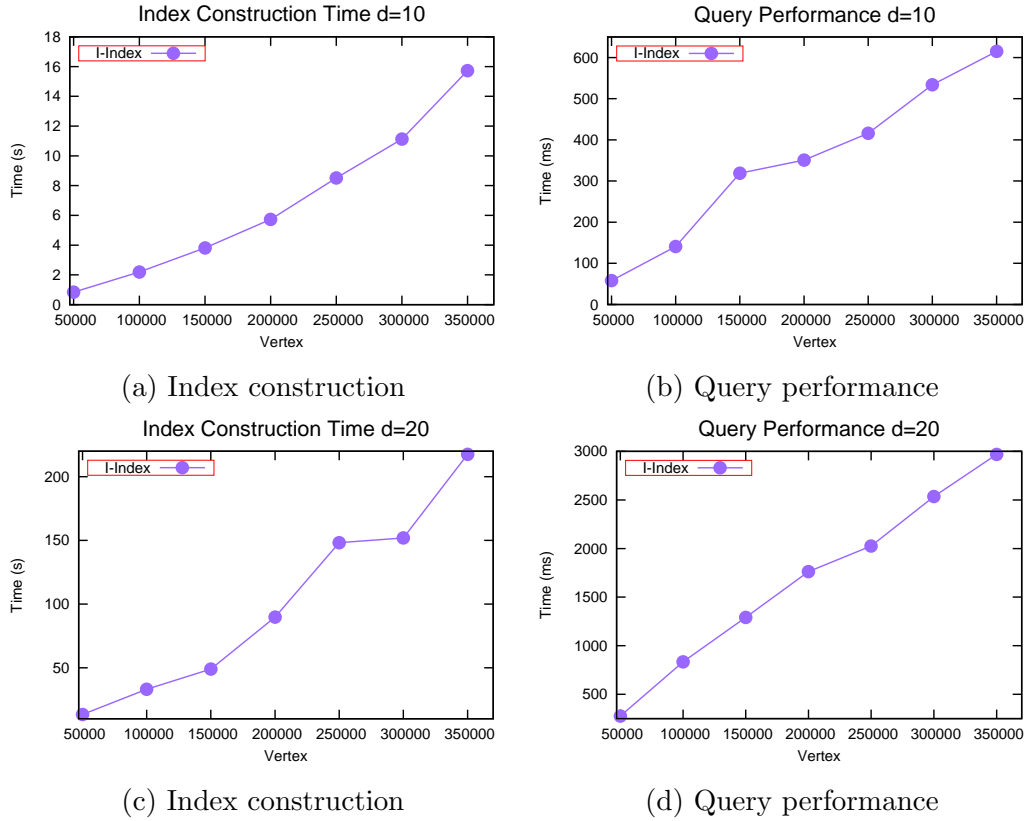 Index Construction Time d=10
I-Index
Time (s)
18
16
14
12
10
8
6
4
2
0
50000 100000 150000 200000 250000 300000 350000
Vertex
(a) Index construction
Query Performance d=10
I-Index
Time (ms)
600
500
400
300
200
100
0
50000 100000 150000 200000 250000 300000 350000
Vertex
(b) Query performance
Index Construction Time d=20
I-Index
Time (s)
200
150
100
50
50000 100000 150000 200000 250000 300000 350000
Vertex
(c) Index construction
Query Performance d=20
I-Index
Time (ms)
3000
2500
2000
1500
1000
500
50000 100000 150000 200000 250000 300000 350000
Vertex
(d) Query performance